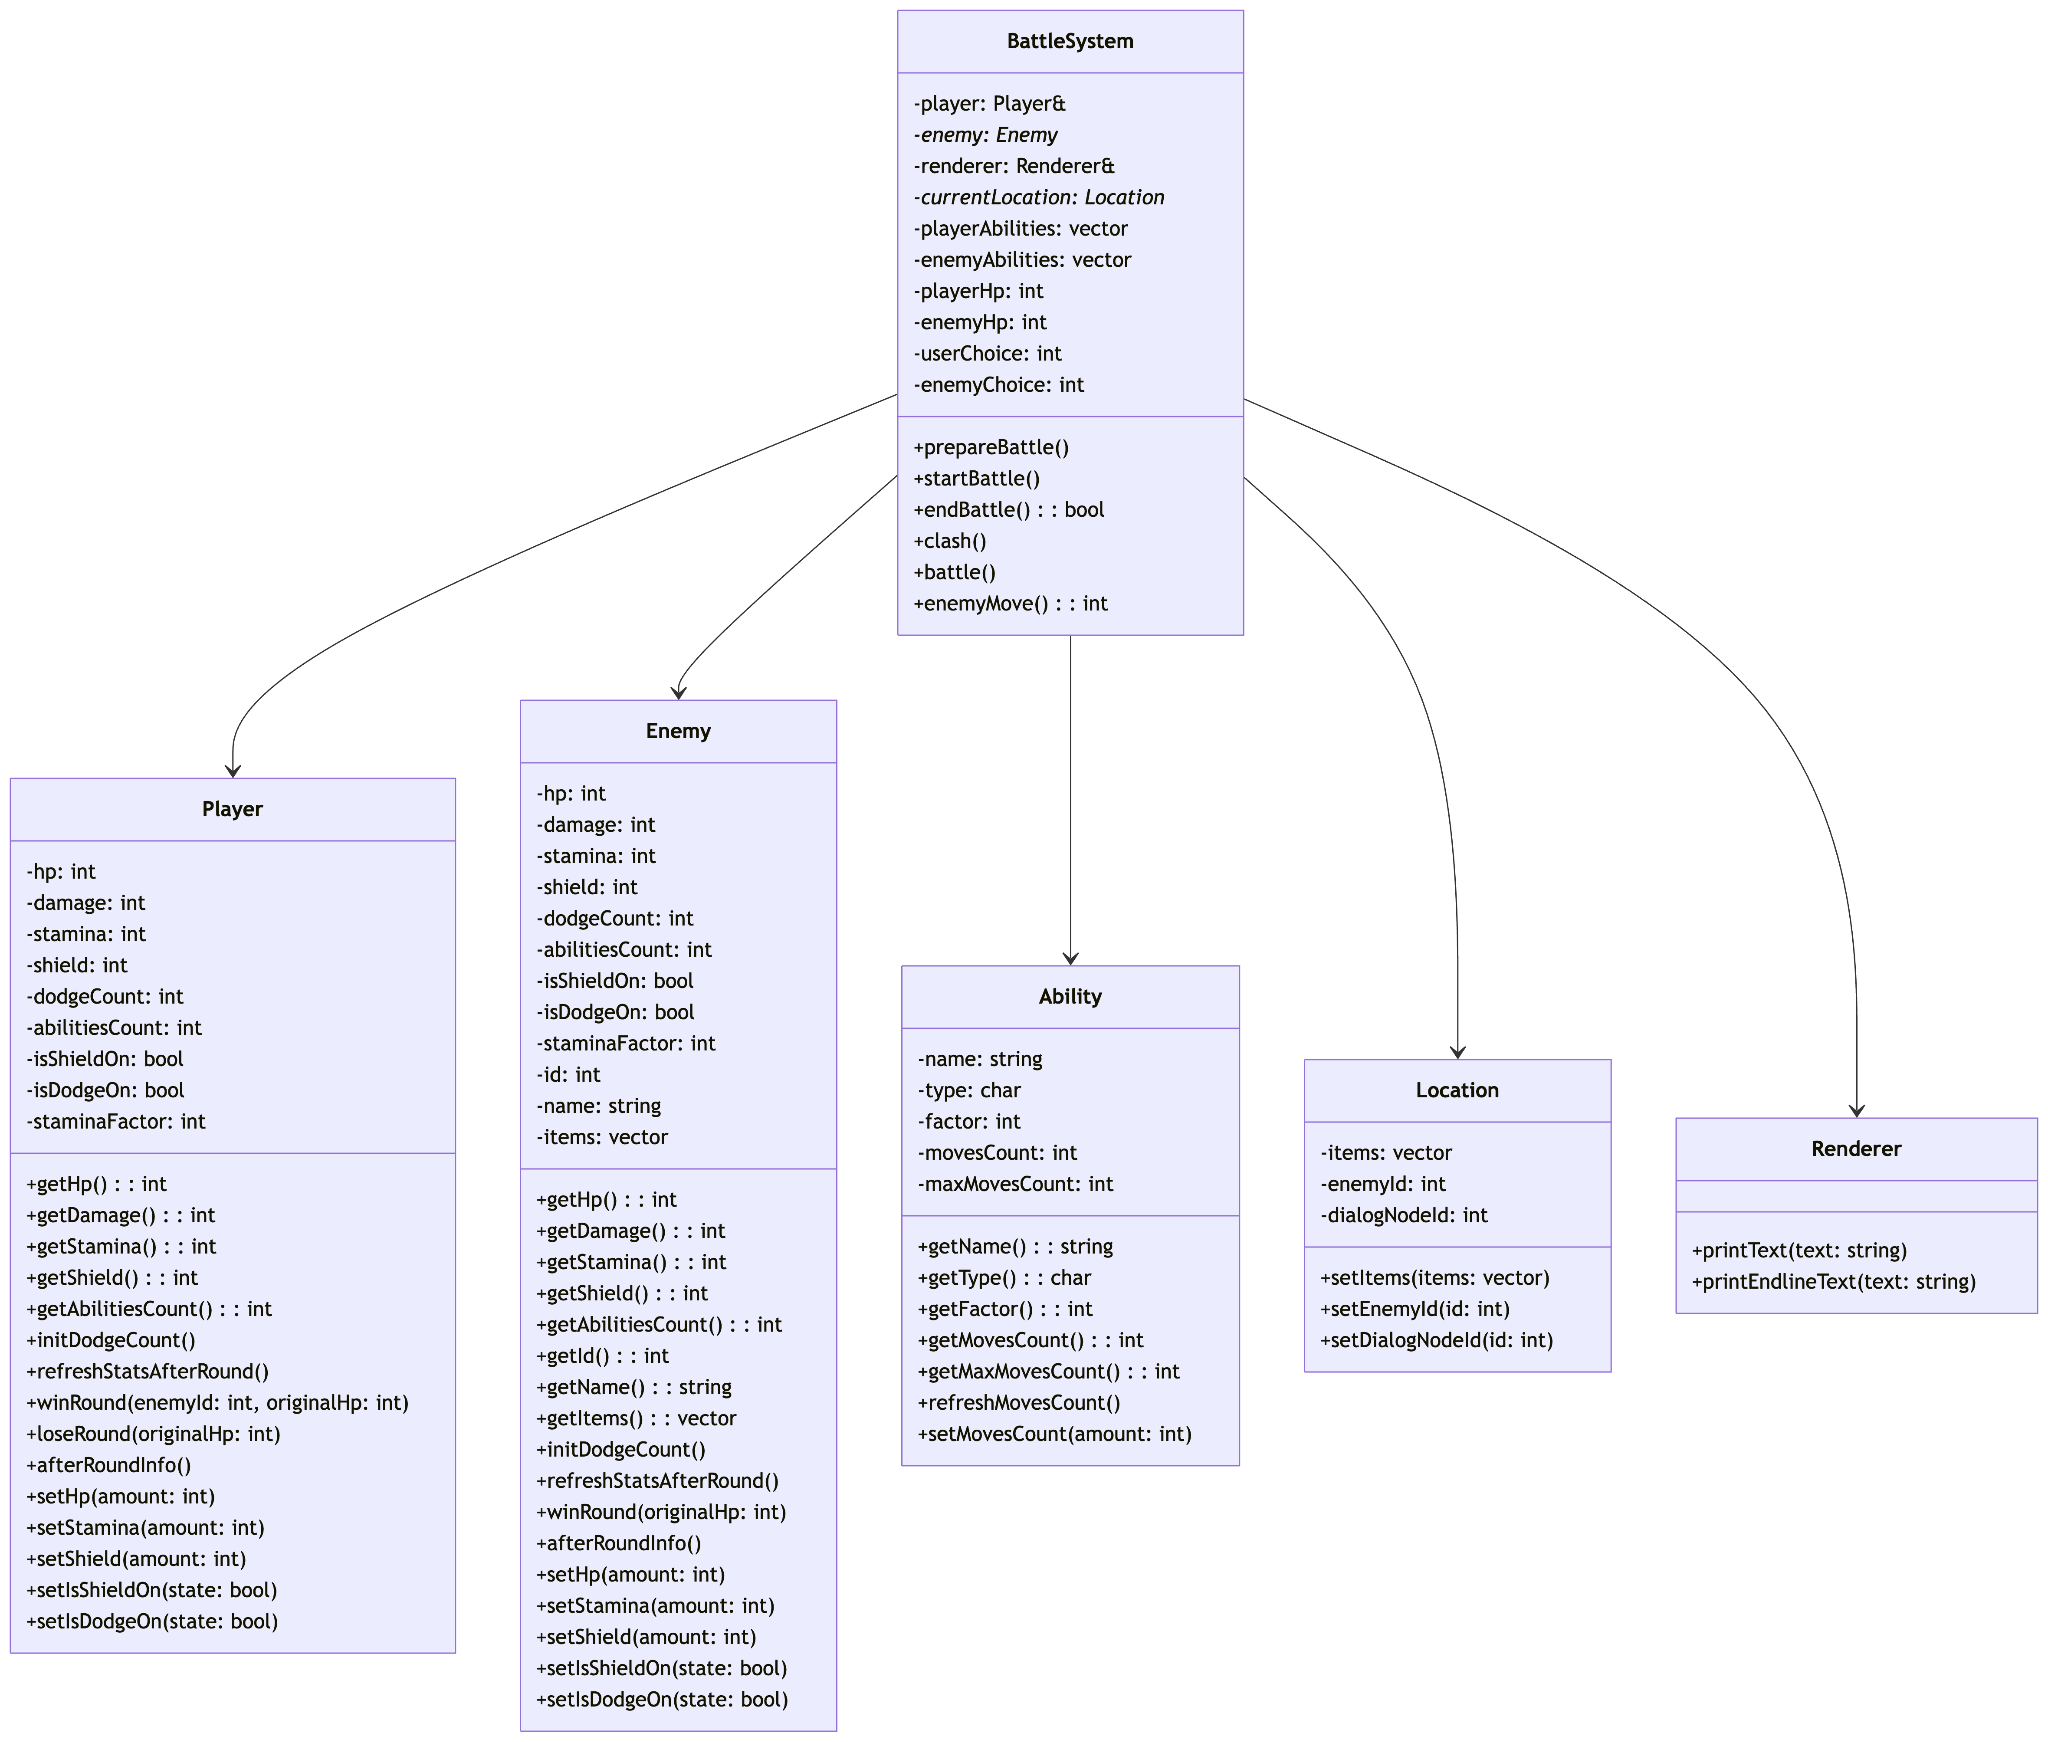 BattleSystem
-player: Player&
-enemy: Enemy
-renderer: Renderer&
-currentLocation: Location
-playerAbilities: vector
-enemyAbilities: vector
-playerHp: int
-enemyHp: int
-userChoice: int
-enemyChoice: int
+prepareBattle()
+startBattle()
+endBattle() : : bool
+clash()
+battle()
+enemyMove() : : int
Player
-hp: int
-damage: int
-stamina: int
-shield: int
-dodgeCount: int
-abilitiesCount: int
-isShieldOn: bool
-isDodgeOn: bool
-staminaFactor: int
+getHp() : : int
+getDamage() : : int
+getStamina() : : int
+getShield() : : int
+getAbilitiesCount() : : int
+initDodgeCount()
+refreshStatsAfterRound()
+winRound(enemyId: int, originalHp: int)
+loseRound(originalHp: int)
+afterRoundInfo()
+setHp(amount: int)
+setStamina(amount: int)
+setShield(amount: int)
+setIsShieldOn(state: bool)
+setIsDodgeOn(state: bool)
Enemy
-hp: int
-damage: int
-stamina: int
-shield: int
-dodgeCount: int
-abilitiesCount: int
-isShieldOn: bool
-isDodgeOn: bool
-staminaFactor: int
-id: int
-name: string
-items: vector
+getHp() : : int
+getDamage() : : int
+getStamina() : : int
+getShield() : : int
+getAbilitiesCount() : : int
+getId() : : int
+getName() : : string
+getItems() : : vector
+initDodgeCount()
+refreshStatsAfterRound()
+winRound(originalHp: int)
+afterRoundInfo()
+setHp(amount: int)
+setStamina(amount: int)
+setShield(amount: int)
+setIsShieldOn(state: bool)
+setIsDodgeOn(state: bool)
Ability
-name: string
-type: char
-factor: int
-movesCount: int
-maxMovesCount: int
+getName() : : string
+getType() : : char
+getFactor() : : int
+getMovesCount() : : int
+getMaxMovesCount() : : int
+refreshMovesCount()
+setMovesCount(amount: int)
Location
-items: vector
-enemyId: int
-dialogNodeId: int
+setItems(items: vector)
+setEnemyId(id: int)
+setDialogNodeId(id: int)
Renderer
+printText(text: string)
+printEndlineText(text: string)